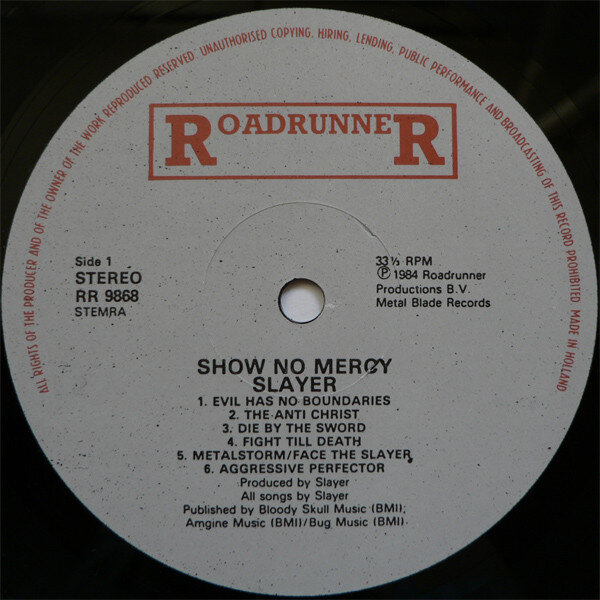 ALL RIGHTS OF THE PRODUCER AND OF THE OWNER OF THE WORK REPRODUCED RESERVED. UNAUTHORISED COPYING, HIRING, LENDING, PUBLIC PERFORMANCE AND BROADCASTING OF THIS RECORD PROHIBITED MADE IN HOLLAND
ROADRUNNER
Side 1
STEREO
RR 9868
STEMRA
33⅓ RPM
Ⓟ 1984 Roadrunner
Productions B.V.
Metal Blade Records
SHOW NO MERCY
SLAYER
1. EVIL HAS NO BOUNDARIES
2. THE ANTI CHRIST
3. DIE BY THE SWORD
4. FIGHT TILL DEATH
5. METALSTORM/FACE THE SLAYER
6. AGGRESSIVE PERFECTOR
Produced by Slayer
All songs by Slayer
Published by Bloody Skull Music (BMI);
Amgine Music (BMI)/Bug Music (BMI).